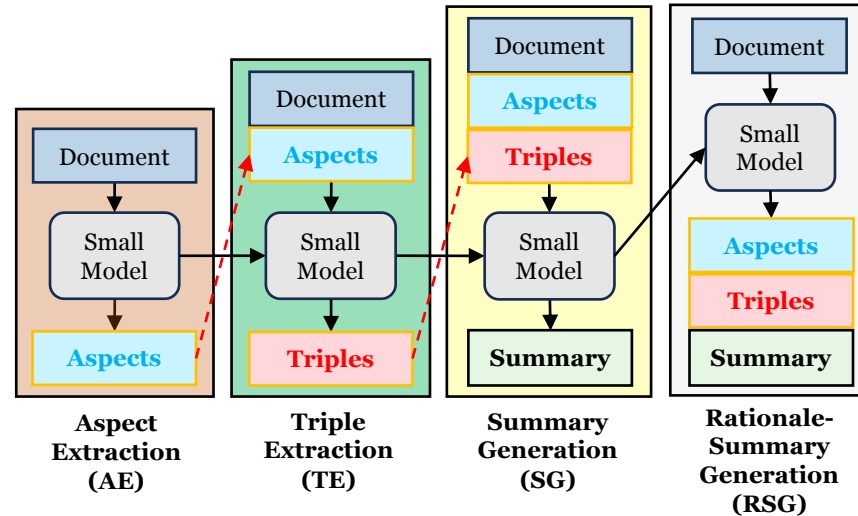 Document
Small
Model
Aspects
Aspect
Extraction
(AE)
Document
Aspects
Small
Model
Triples
Triple
Extraction
(TE)
Document
Aspects
Triples
Small
Model
Summary
Summary
Generation
(SG)
Document
Small
Model
Aspects
Triples
Summary
Rationale-
Summary
Generation
(RSG)